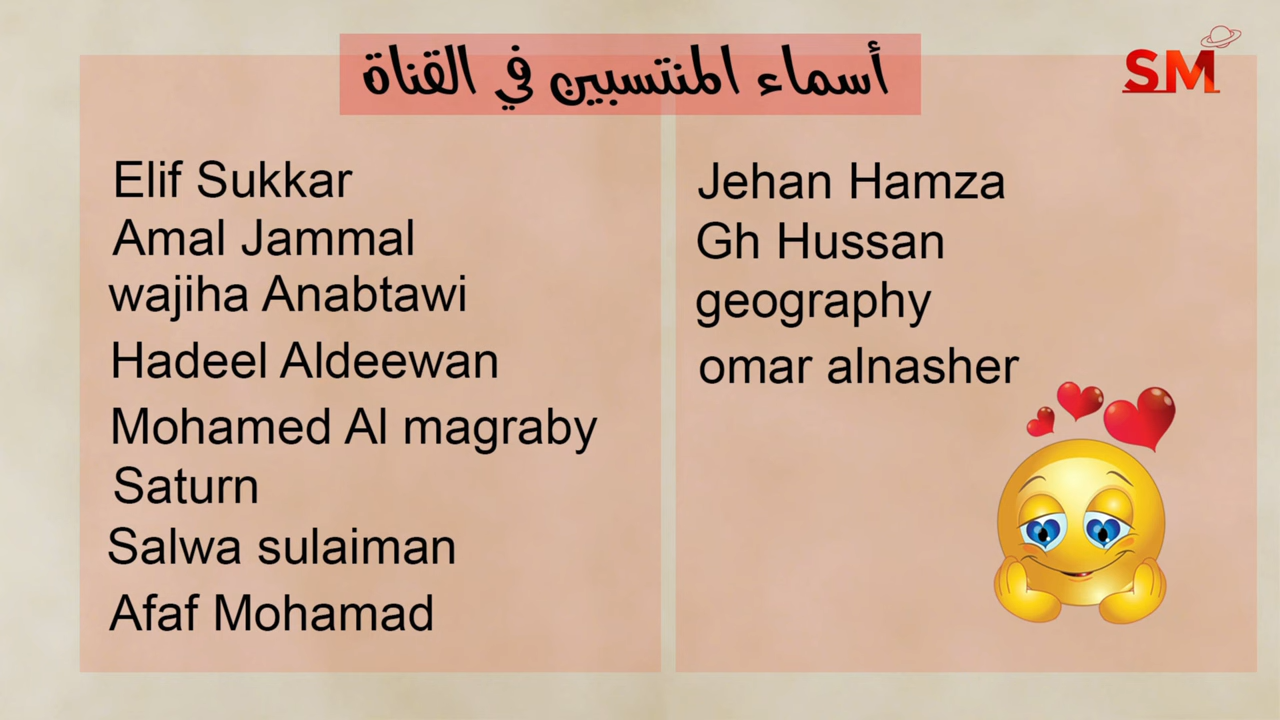 أسماء المنتسبين في القناة
SM
Elif Sukkar
Amal Jammal
wajiha Anabtawi
Hadeel Aldeewan
Mohamed Al magraby
Saturn
Salwa sulaiman
Afaf Mohamad
Jehan Hamza
Gh Hussan
geography
omar alnasher